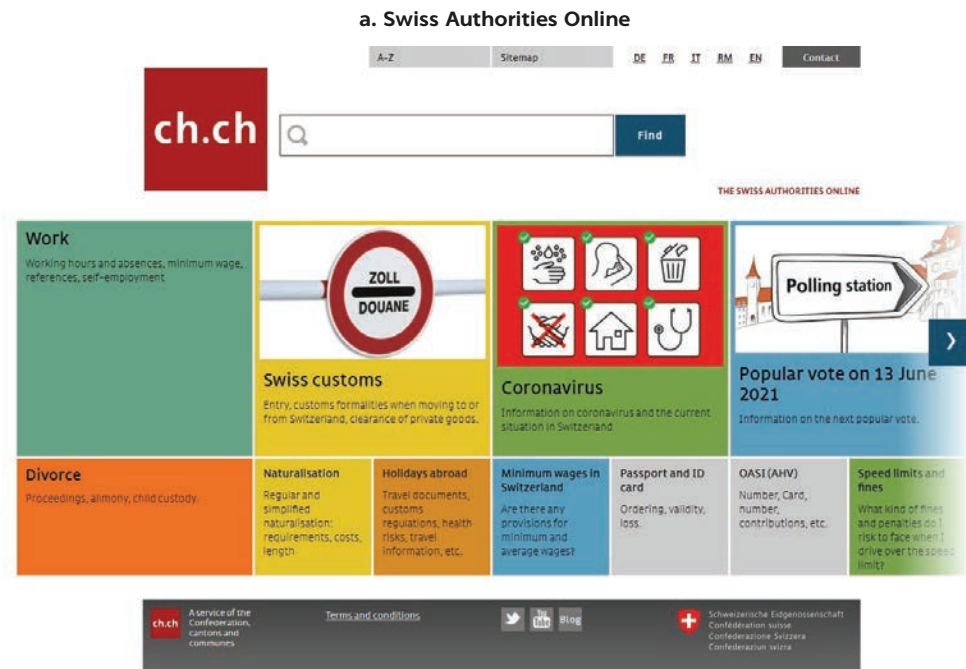 a. Swiss Authorities Online
A-Z
Sitemap
DE FR IT RM EN
Contact
ch.ch
Find
THE SWISS AUTHORITIES ONLINE
Work
Working hours and absences, minimum wage,
references, self-employment
ZOLL
DOUANE
Swiss customs
Entry, customs formalities when moving to or
from Switzerland, clearance of private goods.
Coronavirus
Information on coronavirus and the current
situation in Switzerland
Polling station
Popular vote on 13 June
2021
Information on the next popular vote.
Divorce
Proceedings, alimony, child custody.
Naturalisation
Regular and
simplified
naturalisation:
requirements, costs,
length
Holidays abroad
Travel documents,
customs
regulations, health
risks, travel
information, etc.
Minimum wages in
Switzerland
Are there any
provisions for
minimum and
average wages?
Passport and ID
card
Ordering, validity,
loss.
OASI (AHV)
Number, Card,
number,
contributions, etc.
Speed limits and
fines
What kind of fines
and penalties do I
risk to face when I
drive over the speed
limit?
ch.ch
A service of the
Confederation,
cantons and
communes
Terms and conditions
You
Tube
Blog
Schweizerische Eidgenossenschaft
Confédération suisse
Confederazione Svizzera
Confederaziun svizra